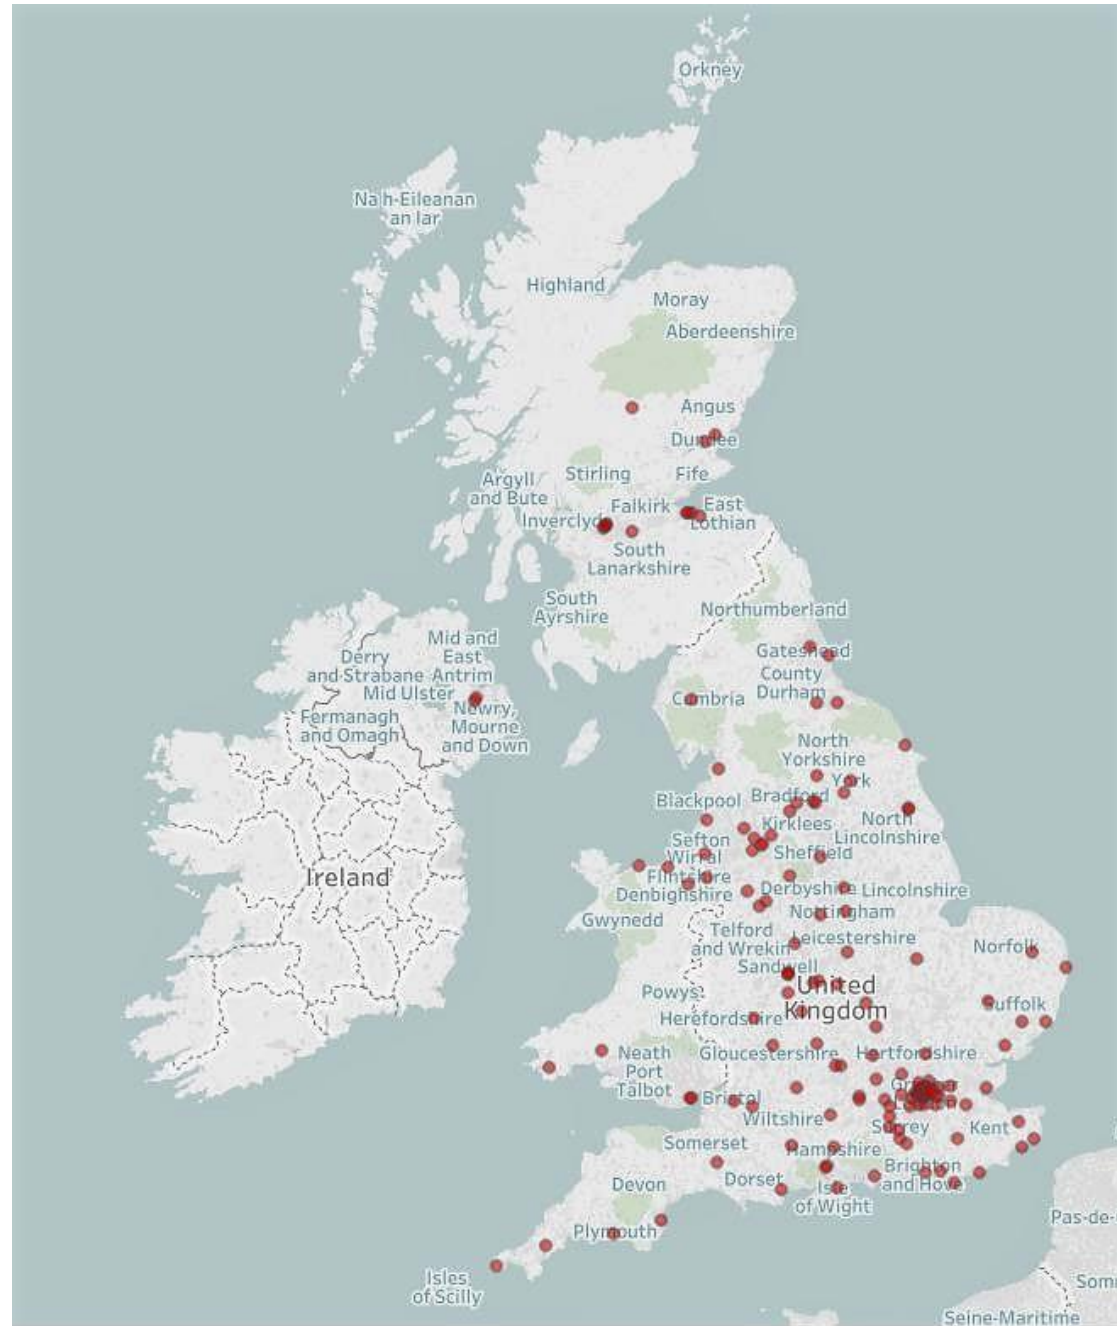 Orkney
Na h-Eileanan
an Iar
Highland
Moray
Aberdeenshire
Angus
Dundee
Stirling
Fife
Argyll
and Bute
Falkirk
East
Lothian
Inverclyde
South
Lanarkshire
South
Ayrshire
Northumberland
Mid and
East
Antrim
Derry
and Strabane
Mid Ulster
Gateshead
County
Durham
Cumbria
Newry,
Mourne
and Down
Fermanagh
and Omagh
North
Yorkshire
York
Blackpool
Bradford
Kirklees
North
Lincolnshire
Sefton
Wirral
Sheffield
Ireland
Flintshire
Denbighshire
Derbyshire
Lincolnshire
Gwynedd
Nottingham
Telford
and Wrekin
Leicestershire
Norfolk
Sandwell
United
Kingdom
Powys
Suffolk
Herefordshire
Neath
Port
Talbot
Gloucestershire
Hertfordshire
Greater
London
Bristol
Wiltshire
Surrey
Kent
Somerset
Hampshire
Devon
Dorset
Isle
of Wight
Brighton
and Hove
Plymouth
Pas-de-
Isles
of Scilly
Som
Seine-Maritime